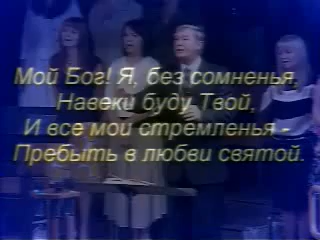 Мой Бог! Я, без сомненья,
Навеки буду Твой,
И все мои стремленья -
Пребыть в любви святой.